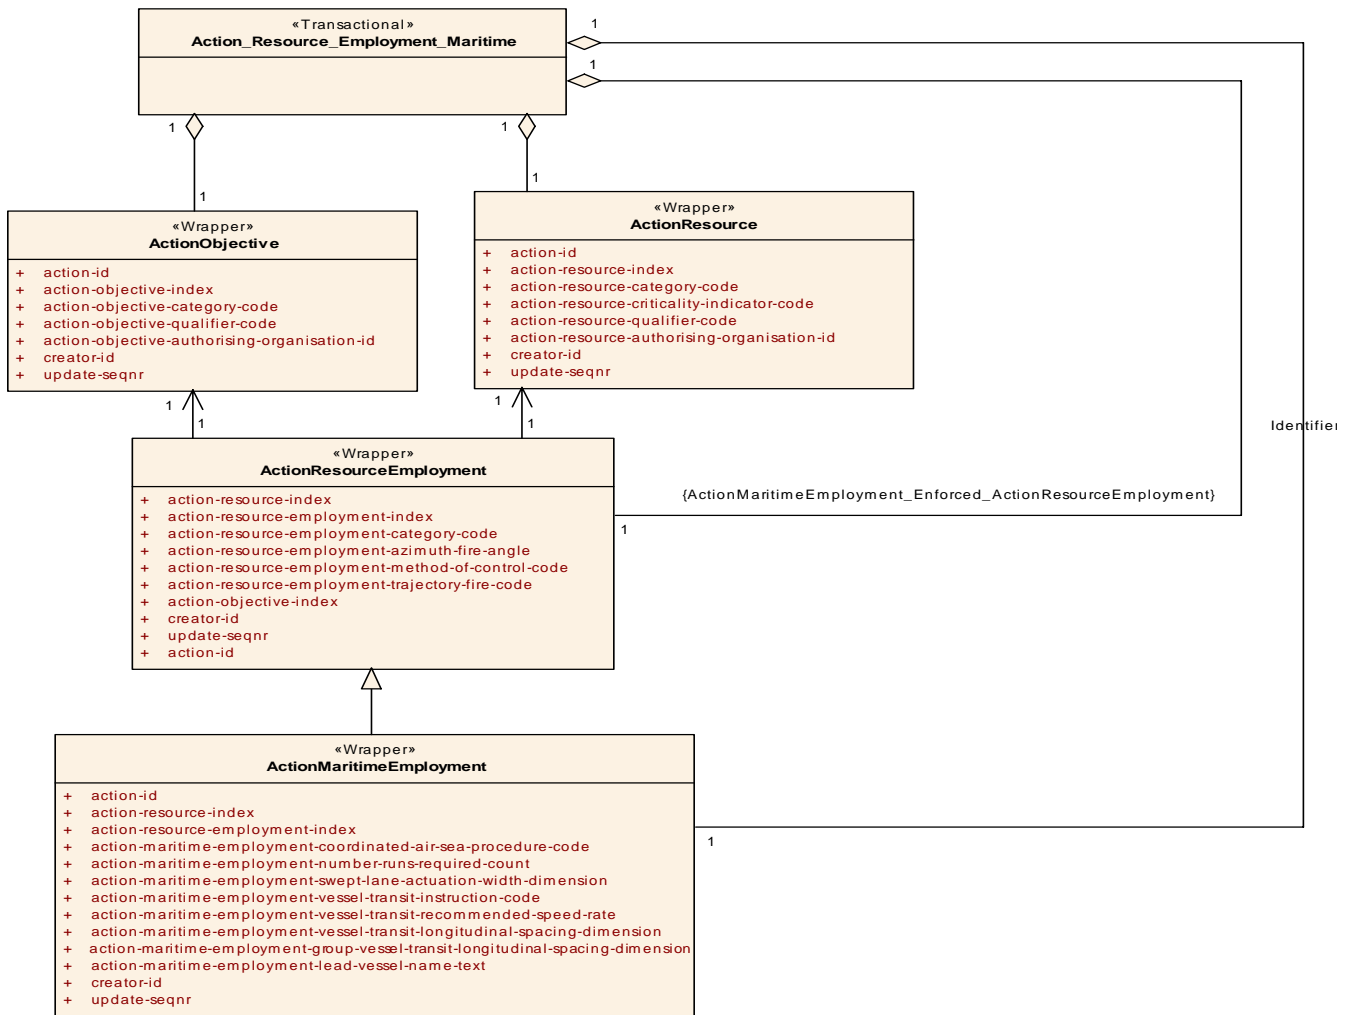 «Transactional»
Action_Resource_Employment_Maritime
1
1
1
1
1
1
«Wrapper»
ActionObjective
+ action-id
+ action-objective-index
+ action-objective-category-code
+ action-objective-qualifier-code
+ action-objective-authorising-organisation-id
+ creator-id
+ update-seqnr
«Wrapper»
ActionResource
+ action-id
+ action-resource-index
+ action-resource-category-code
+ action-resource-criticality-indicator-code
+ action-resource-qualifier-code
+ action-resource-authorising-organisation-id
+ creator-id
+ update-seqnr
1
1
1
1
Identifier
«Wrapper»
ActionResourceEmployment
+ action-resource-index
+ action-resource-employment-index
+ action-resource-employment-category-code
+ action-resource-employment-azimuth-fire-angle
+ action-resource-employment-method-of-control-code
+ action-resource-employment-trajectory-fire-code
+ action-objective-index
+ creator-id
+ update-seqnr
+ action-id
{ActionMaritimeEmployment_Enforced_ActionResourceEmployment}
1
«Wrapper»
ActionMaritimeEmployment
+ action-id
+ action-resource-index
+ action-resource-employment-index
+ action-maritime-employment-coordinated-air-sea-procedure-code
+ action-maritime-employment-number-runs-required-count
+ action-maritime-employment-swept-lane-actuation-width-dimension
+ action-maritime-employment-vessel-transit-instruction-code
+ action-maritime-employment-vessel-transit-recommended-speed-rate
+ action-maritime-employment-vessel-transit-longitudinal-spacing-dimension
+ action-maritime-employment-group-vessel-transit-longitudinal-spacing-dimension
+ action-maritime-employment-lead-vessel-name-text
+ creator-id
+ update-seqnr
1